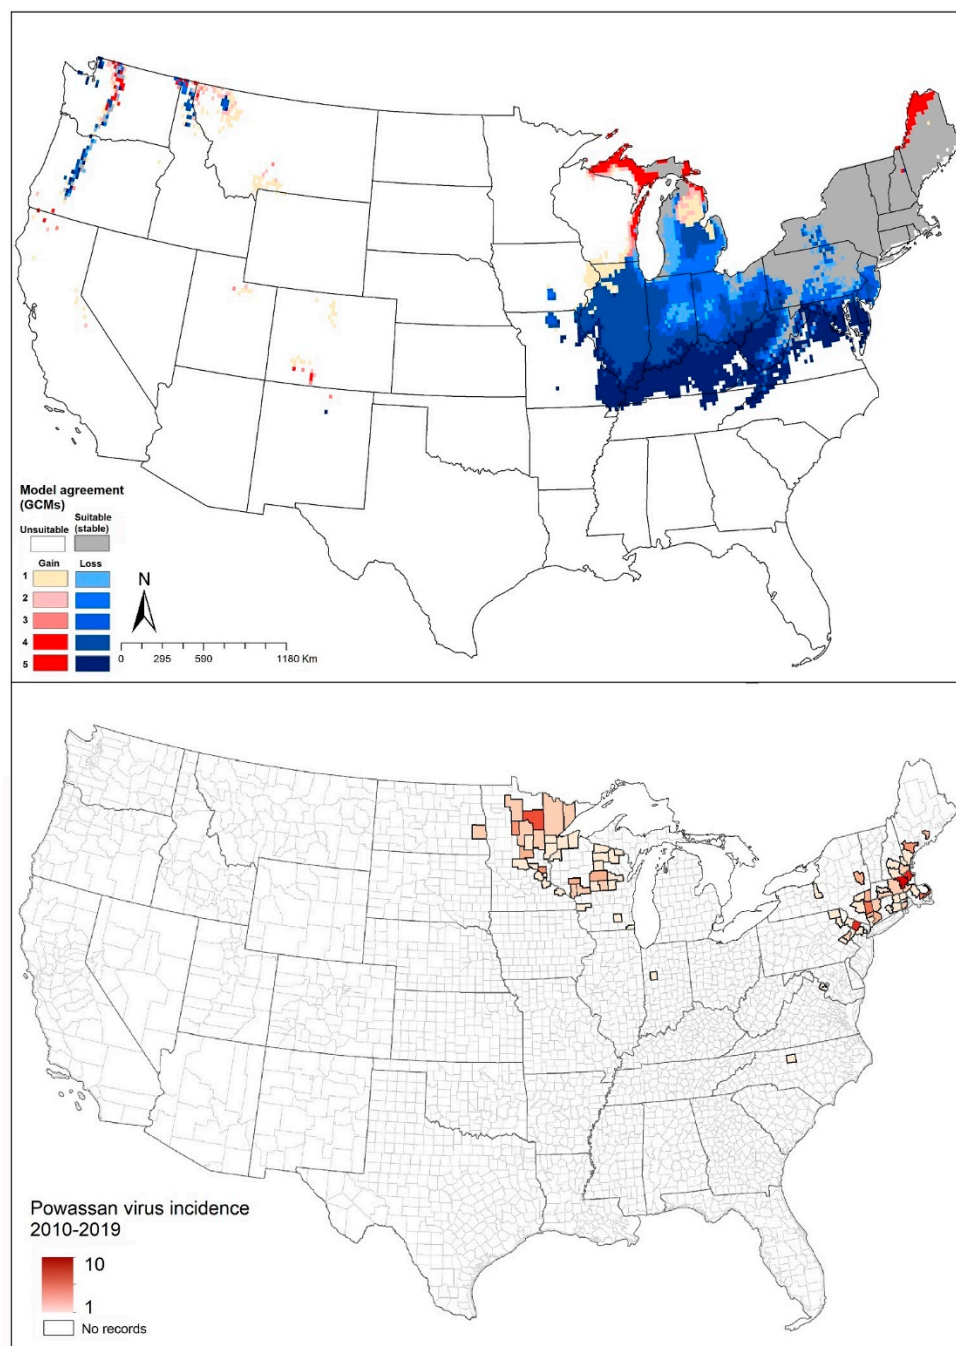 Model agreement
(GCMs)
Unsuitable
Suitable
(stable)
Gain Loss
1
2
3
4
5
N
0 295 590 1180 Km
Powassan virus incidence
2010-2019
10
1
No records